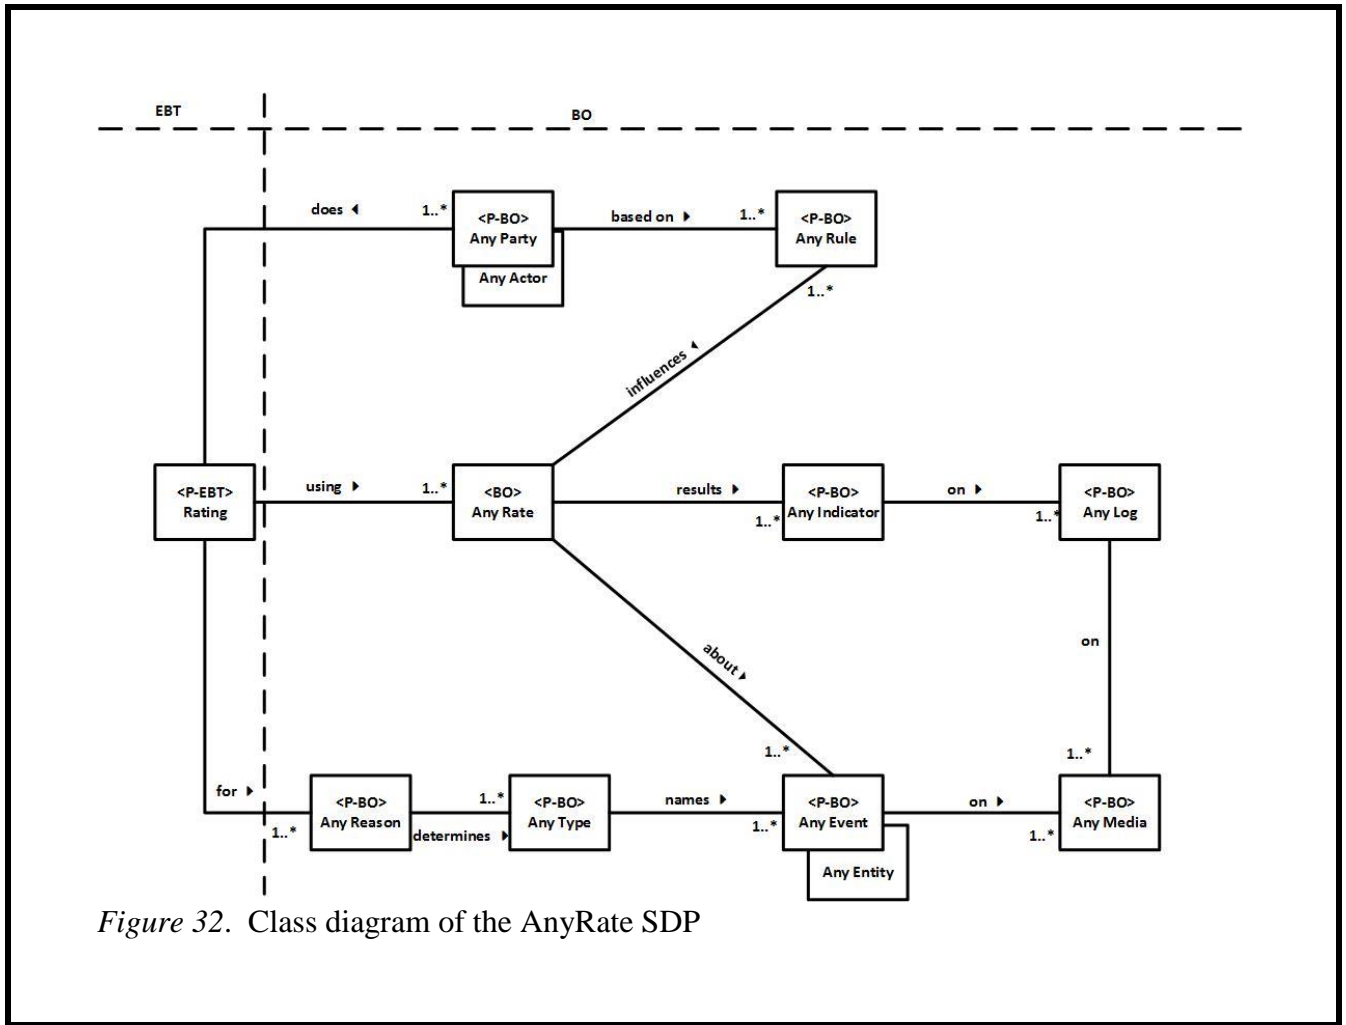 EBT
BO
does ◀
1..*
<P-BO>
Any Party
Any Actor
based on ▶
1..*
<P-BO>
Any Rule
1..*
influences ◀
<P-EBT>
Rating
using ▶
1..*
<BO>
Any Rate
results ▶
1..*
<P-BO>
Any Indicator
on ▶
1..*
<P-BO>
Any Log
about ▶
1..*
on
1..*
for ▶
1..*
<P-BO>
Any Reason
determines ▶
1..*
<P-BO>
Any Type
names ▶
1..*
<P-BO>
Any Event
Any Entity
on ▶
1..*
<P-BO>
Any Media
Figure 32. Class diagram of the AnyRate SDP